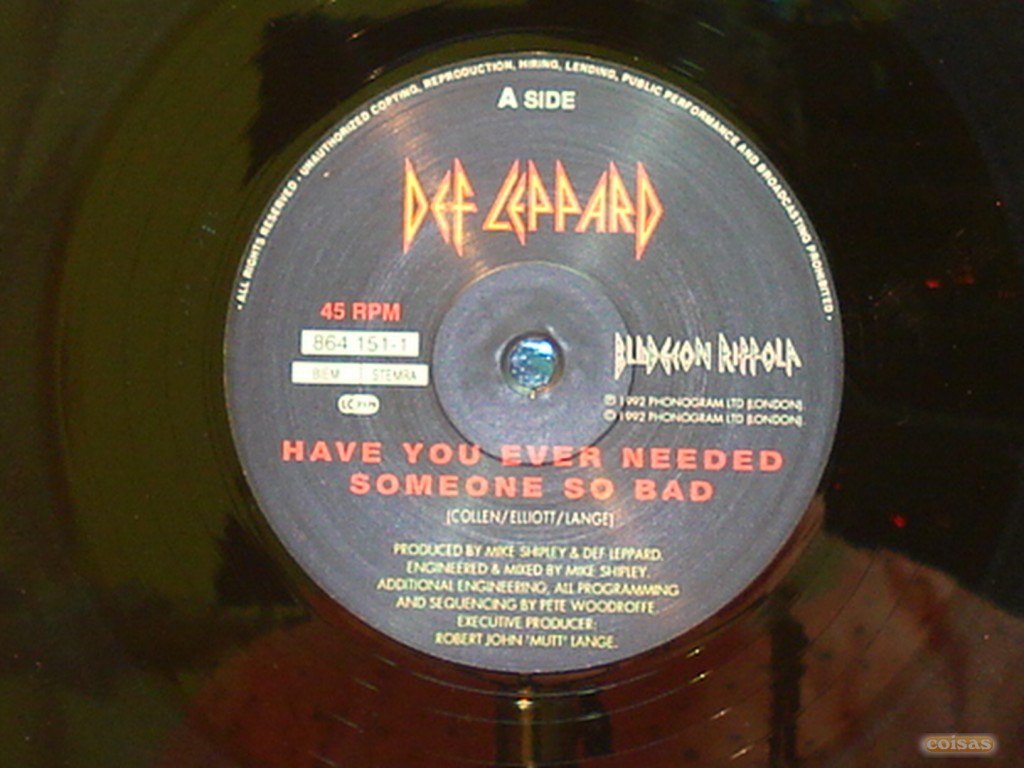 · ALL RIGHTS RESERVED · UNAUTHORIZED COPYING, REPRODUCTION, HIRING, LENDING, PUBLIC PERFORMANCE AND BROADCASTING PROHIBITED ·
A SIDE
DEF LEPPARD
45 RPM
864 151-1
BIEM STEMRA
LC
BLUDGEON RIFFOLA
℗ 1992 PHONOGRAM LTD (LONDON).
© 1992 PHONOGRAM LTD (LONDON).
HAVE YOU EVER NEEDED
SOMEONE SO BAD
(COLLEN/ELLIOTT/LANGE)
PRODUCED BY MIKE SHIPLEY & DEF LEPPARD.
ENGINEERED & MIXED BY MIKE SHIPLEY.
ADDITIONAL ENGINEERING, ALL PROGRAMMING
AND SEQUENCING BY PETE WOODROFFE.
EXECUTIVE PRODUCER:
ROBERT JOHN 'MUTT' LANGE.
coisas